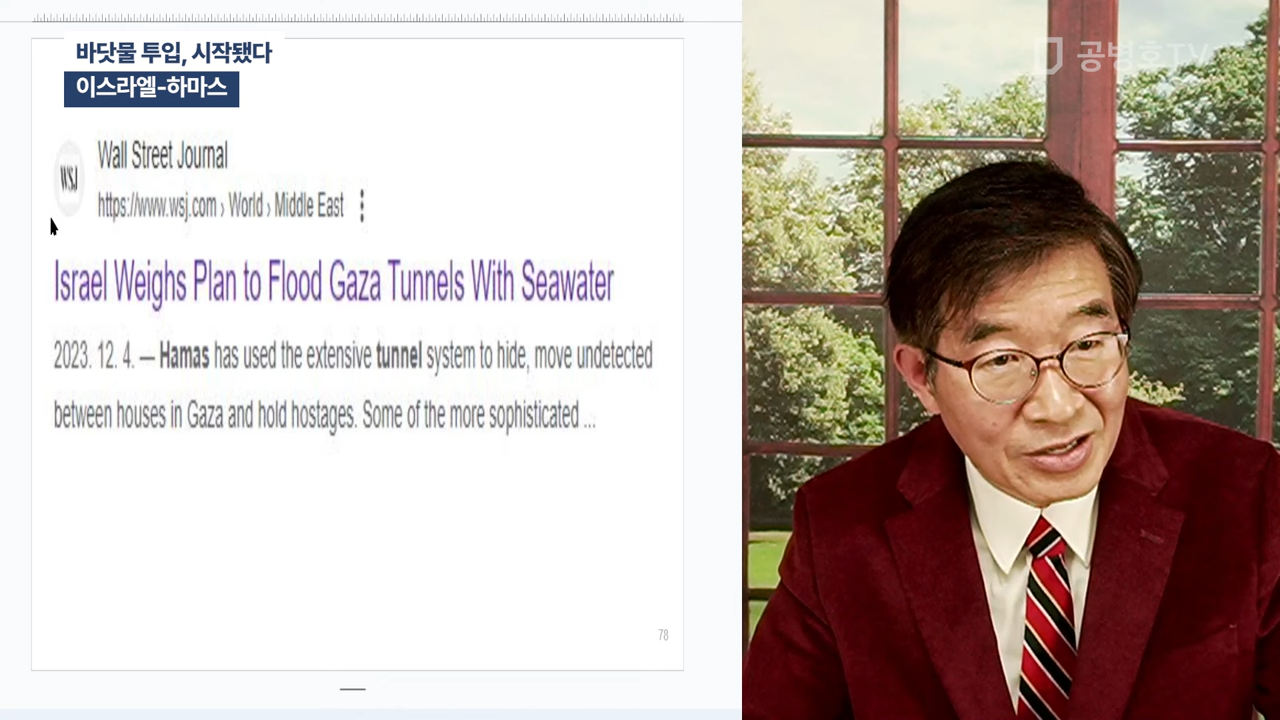 바닷물 투입, 시작됐다
이스라엘-하마스
공병호TV
WSJ
Wall Street Journal
https://www.wsj.com › World › Middle East
Israel Weighs Plan to Flood Gaza Tunnels With Seawater
2023. 12. 4. — Hamas has used the extensive tunnel system to hide, move undetected
between houses in Gaza and hold hostages. Some of the more sophisticated ...
78